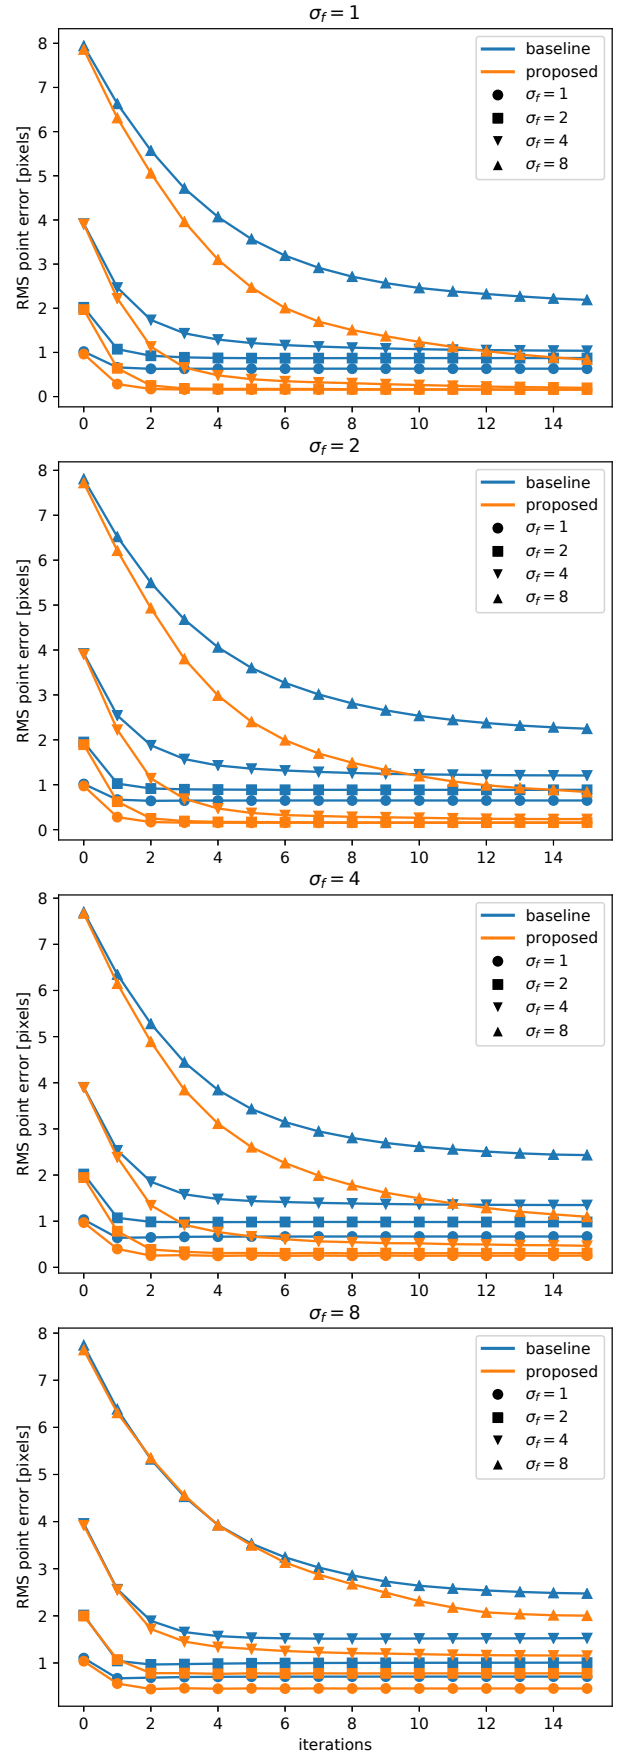 σ_f = 1
RMS point error [pixels]
8
7
6
5
4
3
2
1
0
baseline
proposed
σ_f = 1
σ_f = 2
σ_f = 4
σ_f = 8
0 2 4 6 8 10 12 14
σ_f = 2
RMS point error [pixels]
8
7
6
5
4
3
2
1
0
baseline
proposed
σ_f = 1
σ_f = 2
σ_f = 4
σ_f = 8
0 2 4 6 8 10 12 14
σ_f = 4
RMS point error [pixels]
8
7
6
5
4
3
2
1
0
baseline
proposed
σ_f = 1
σ_f = 2
σ_f = 4
σ_f = 8
0 2 4 6 8 10 12 14
σ_f = 8
RMS point error [pixels]
8
7
6
5
4
3
2
1
baseline
proposed
σ_f = 1
σ_f = 2
σ_f = 4
σ_f = 8
0 2 4 6 8 10 12 14
iterations